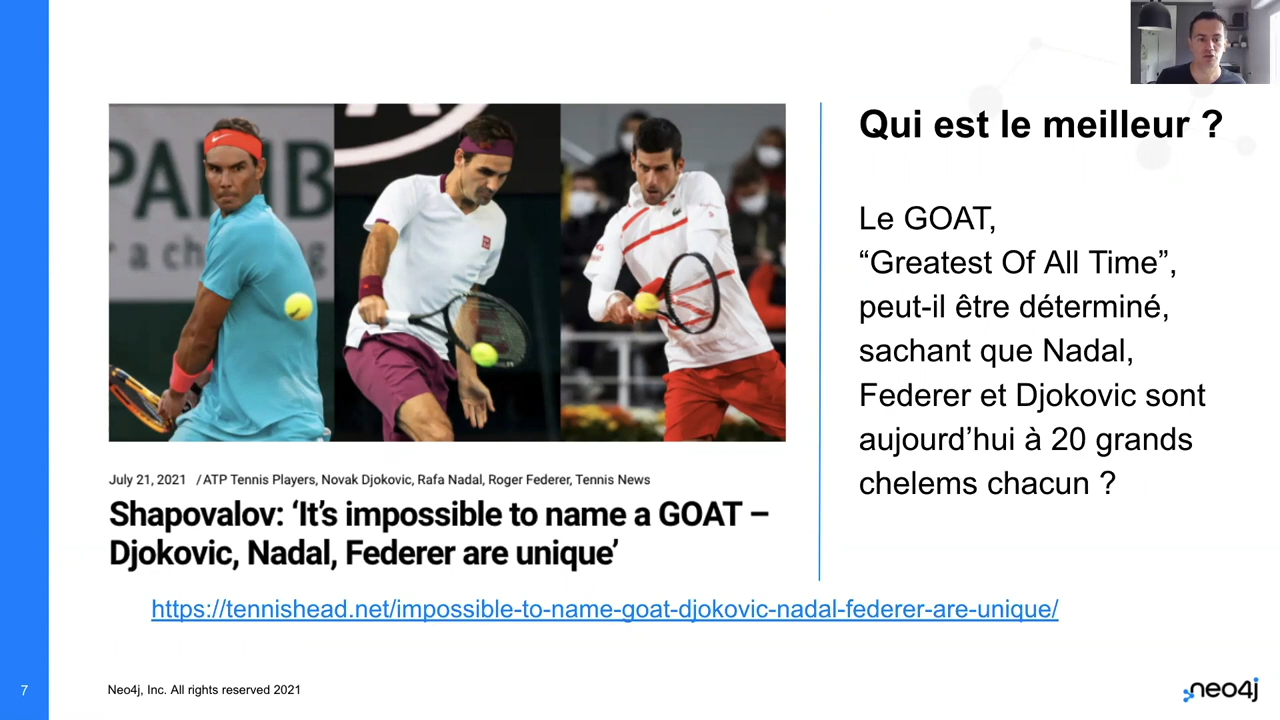 Qui est le meilleur ?
PARIB
r a ch
g
Le GOAT,
“Greatest Of All Time”,
peut-il être déterminé,
sachant que Nadal,
Federer et Djokovic sont
aujourd’hui à 20 grands
chelems chacun ?
July 21, 2021 / ATP Tennis Players, Novak Djokovic, Rafa Nadal, Roger Federer, Tennis News
Shapovalov: ‘It’s impossible to name a GOAT –
Djokovic, Nadal, Federer are unique’
https://tennishead.net/impossible-to-name-goat-djokovic-nadal-federer-are-unique/
7
Neo4j, Inc. All rights reserved 2021
neo4j